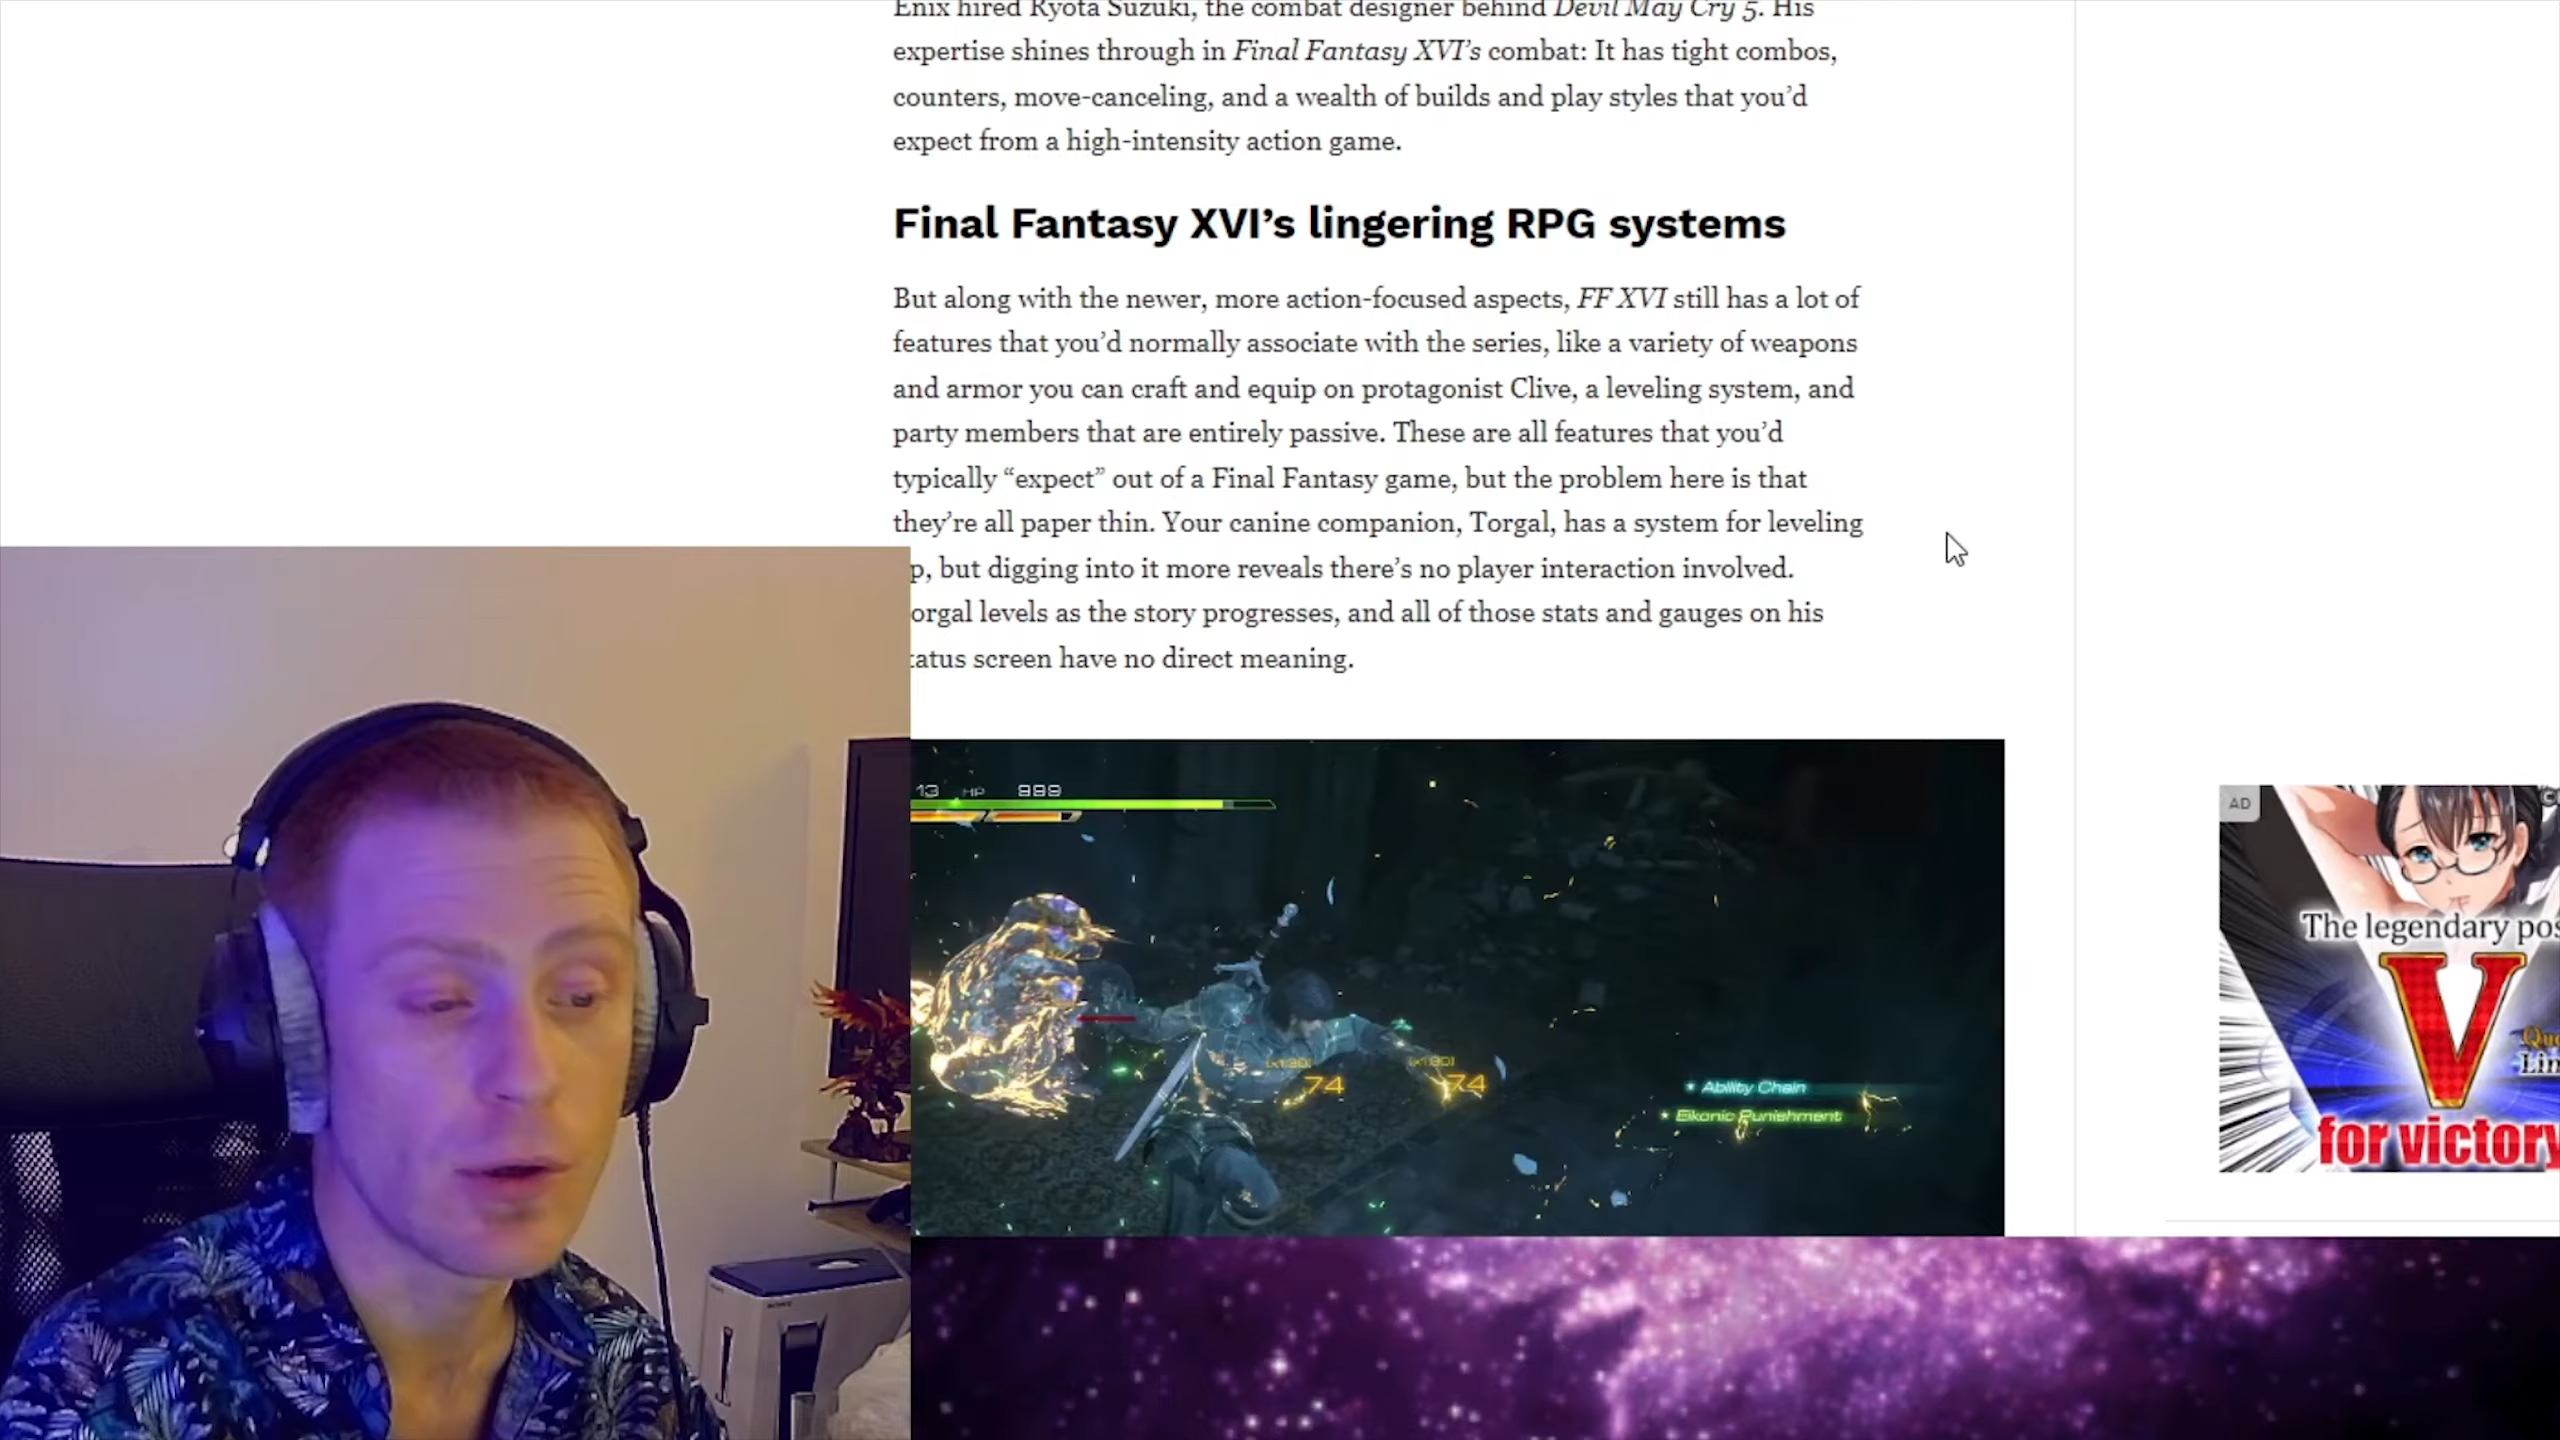 Enix hired Ryota Suzuki, the combat designer behind Devil May Cry 5. His
expertise shines through in Final Fantasy XVI’s combat: It has tight combos,
counters, move-canceling, and a wealth of builds and play styles that you’d
expect from a high-intensity action game.
Final Fantasy XVI’s lingering RPG systems
But along with the newer, more action-focused aspects, FF XVI still has a lot of
features that you’d normally associate with the series, like a variety of weapons
and armor you can craft and equip on protagonist Clive, a leveling system, and
party members that are entirely passive. These are all features that you’d
typically “expect” out of a Final Fantasy game, but the problem here is that
they’re all paper thin. Your canine companion, Torgal, has a system for leveling
p, but digging into it more reveals there’s no player interaction involved.
orgal levels as the story progresses, and all of those stats and gauges on his
tatus screen have no direct meaning.
13 HP 999
74
74
★ Ability Chain
★ Eikonic Punishment
AD
The legendary pos
V
Que
Lin
for victory